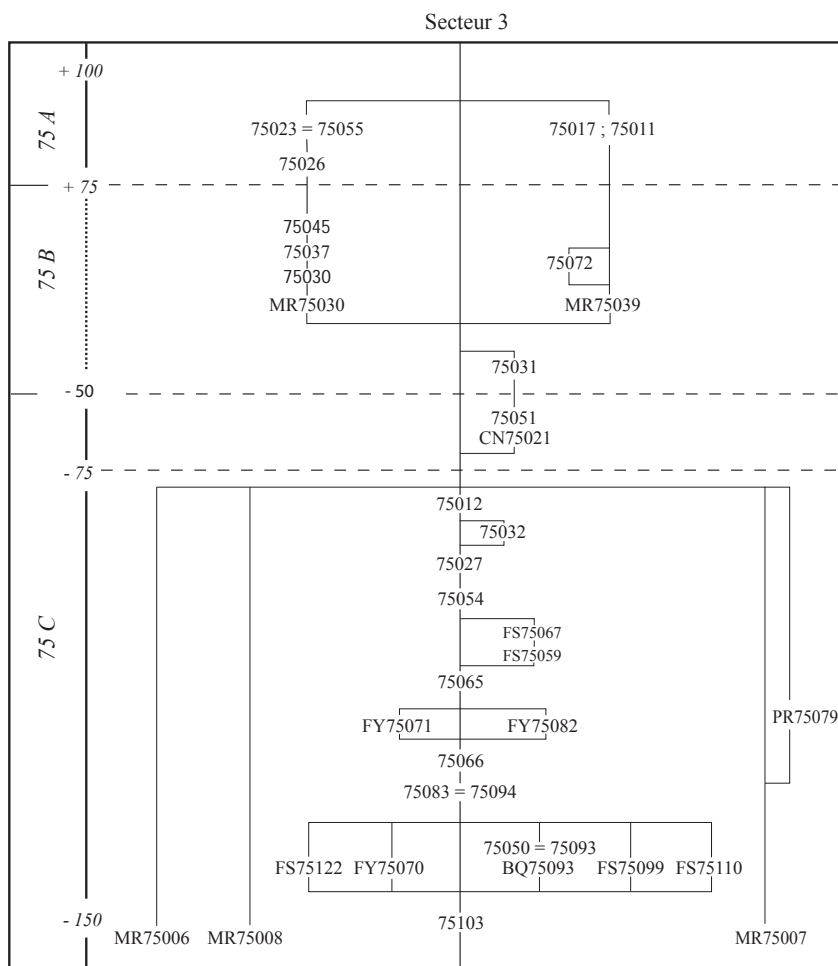 Secteur 3
+ 100
75 A
75023 = 75055
75017 ; 75011
75026
+ 75
75 B
75045
75037
75072
75030
MR75030
MR75039
75031
- 50
75051
CN75021
- 75
75 C
75012
75032
75027
75054
FS75067
FS75059
75065
FY75071
FY75082
PR75079
75066
75083 = 75094
75050 = 75093
FS75122
FY75070
BQ75093
FS75099
FS75110
- 150
75103
MR75006
MR75008
MR75007